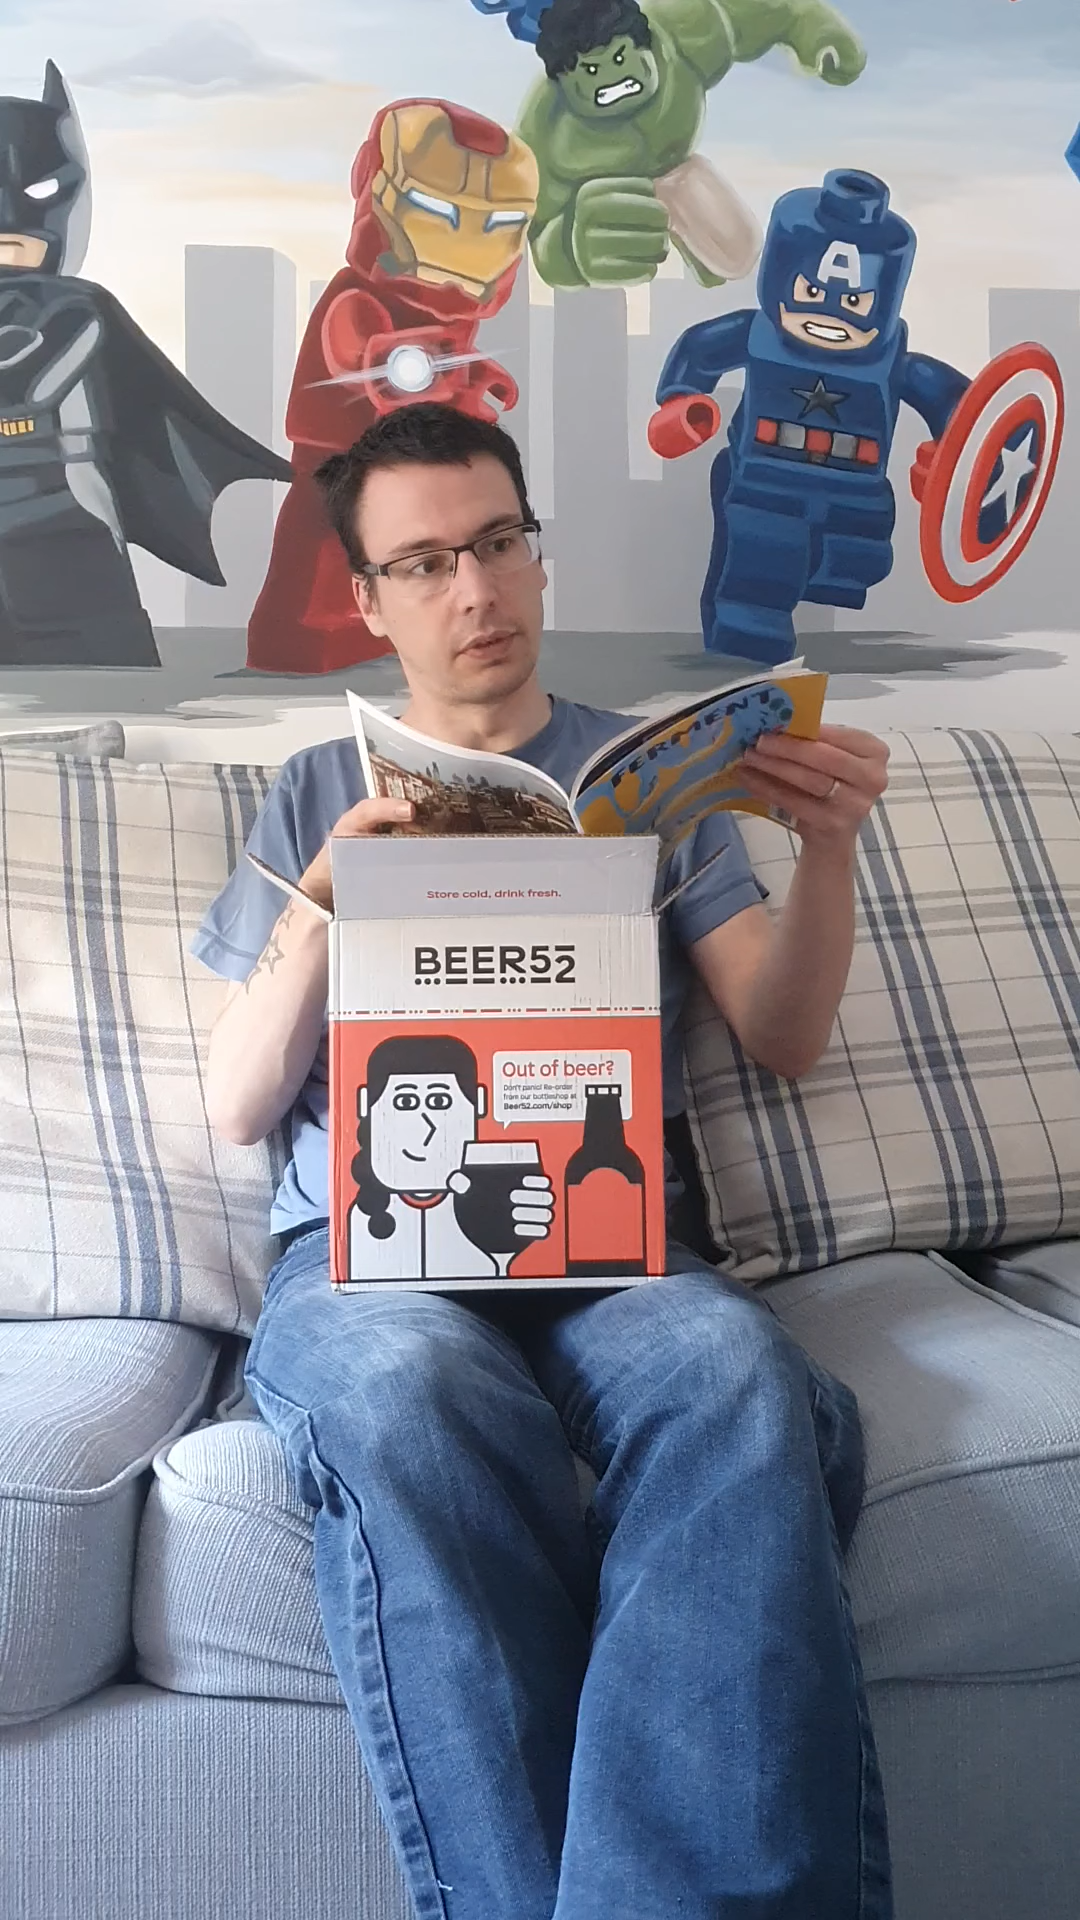 A
FERMENT
Store cold, drink fresh.
BEER52
Out of beer?
Don't panic! Re-order
from our bottleshop at
Beer52.com/shop